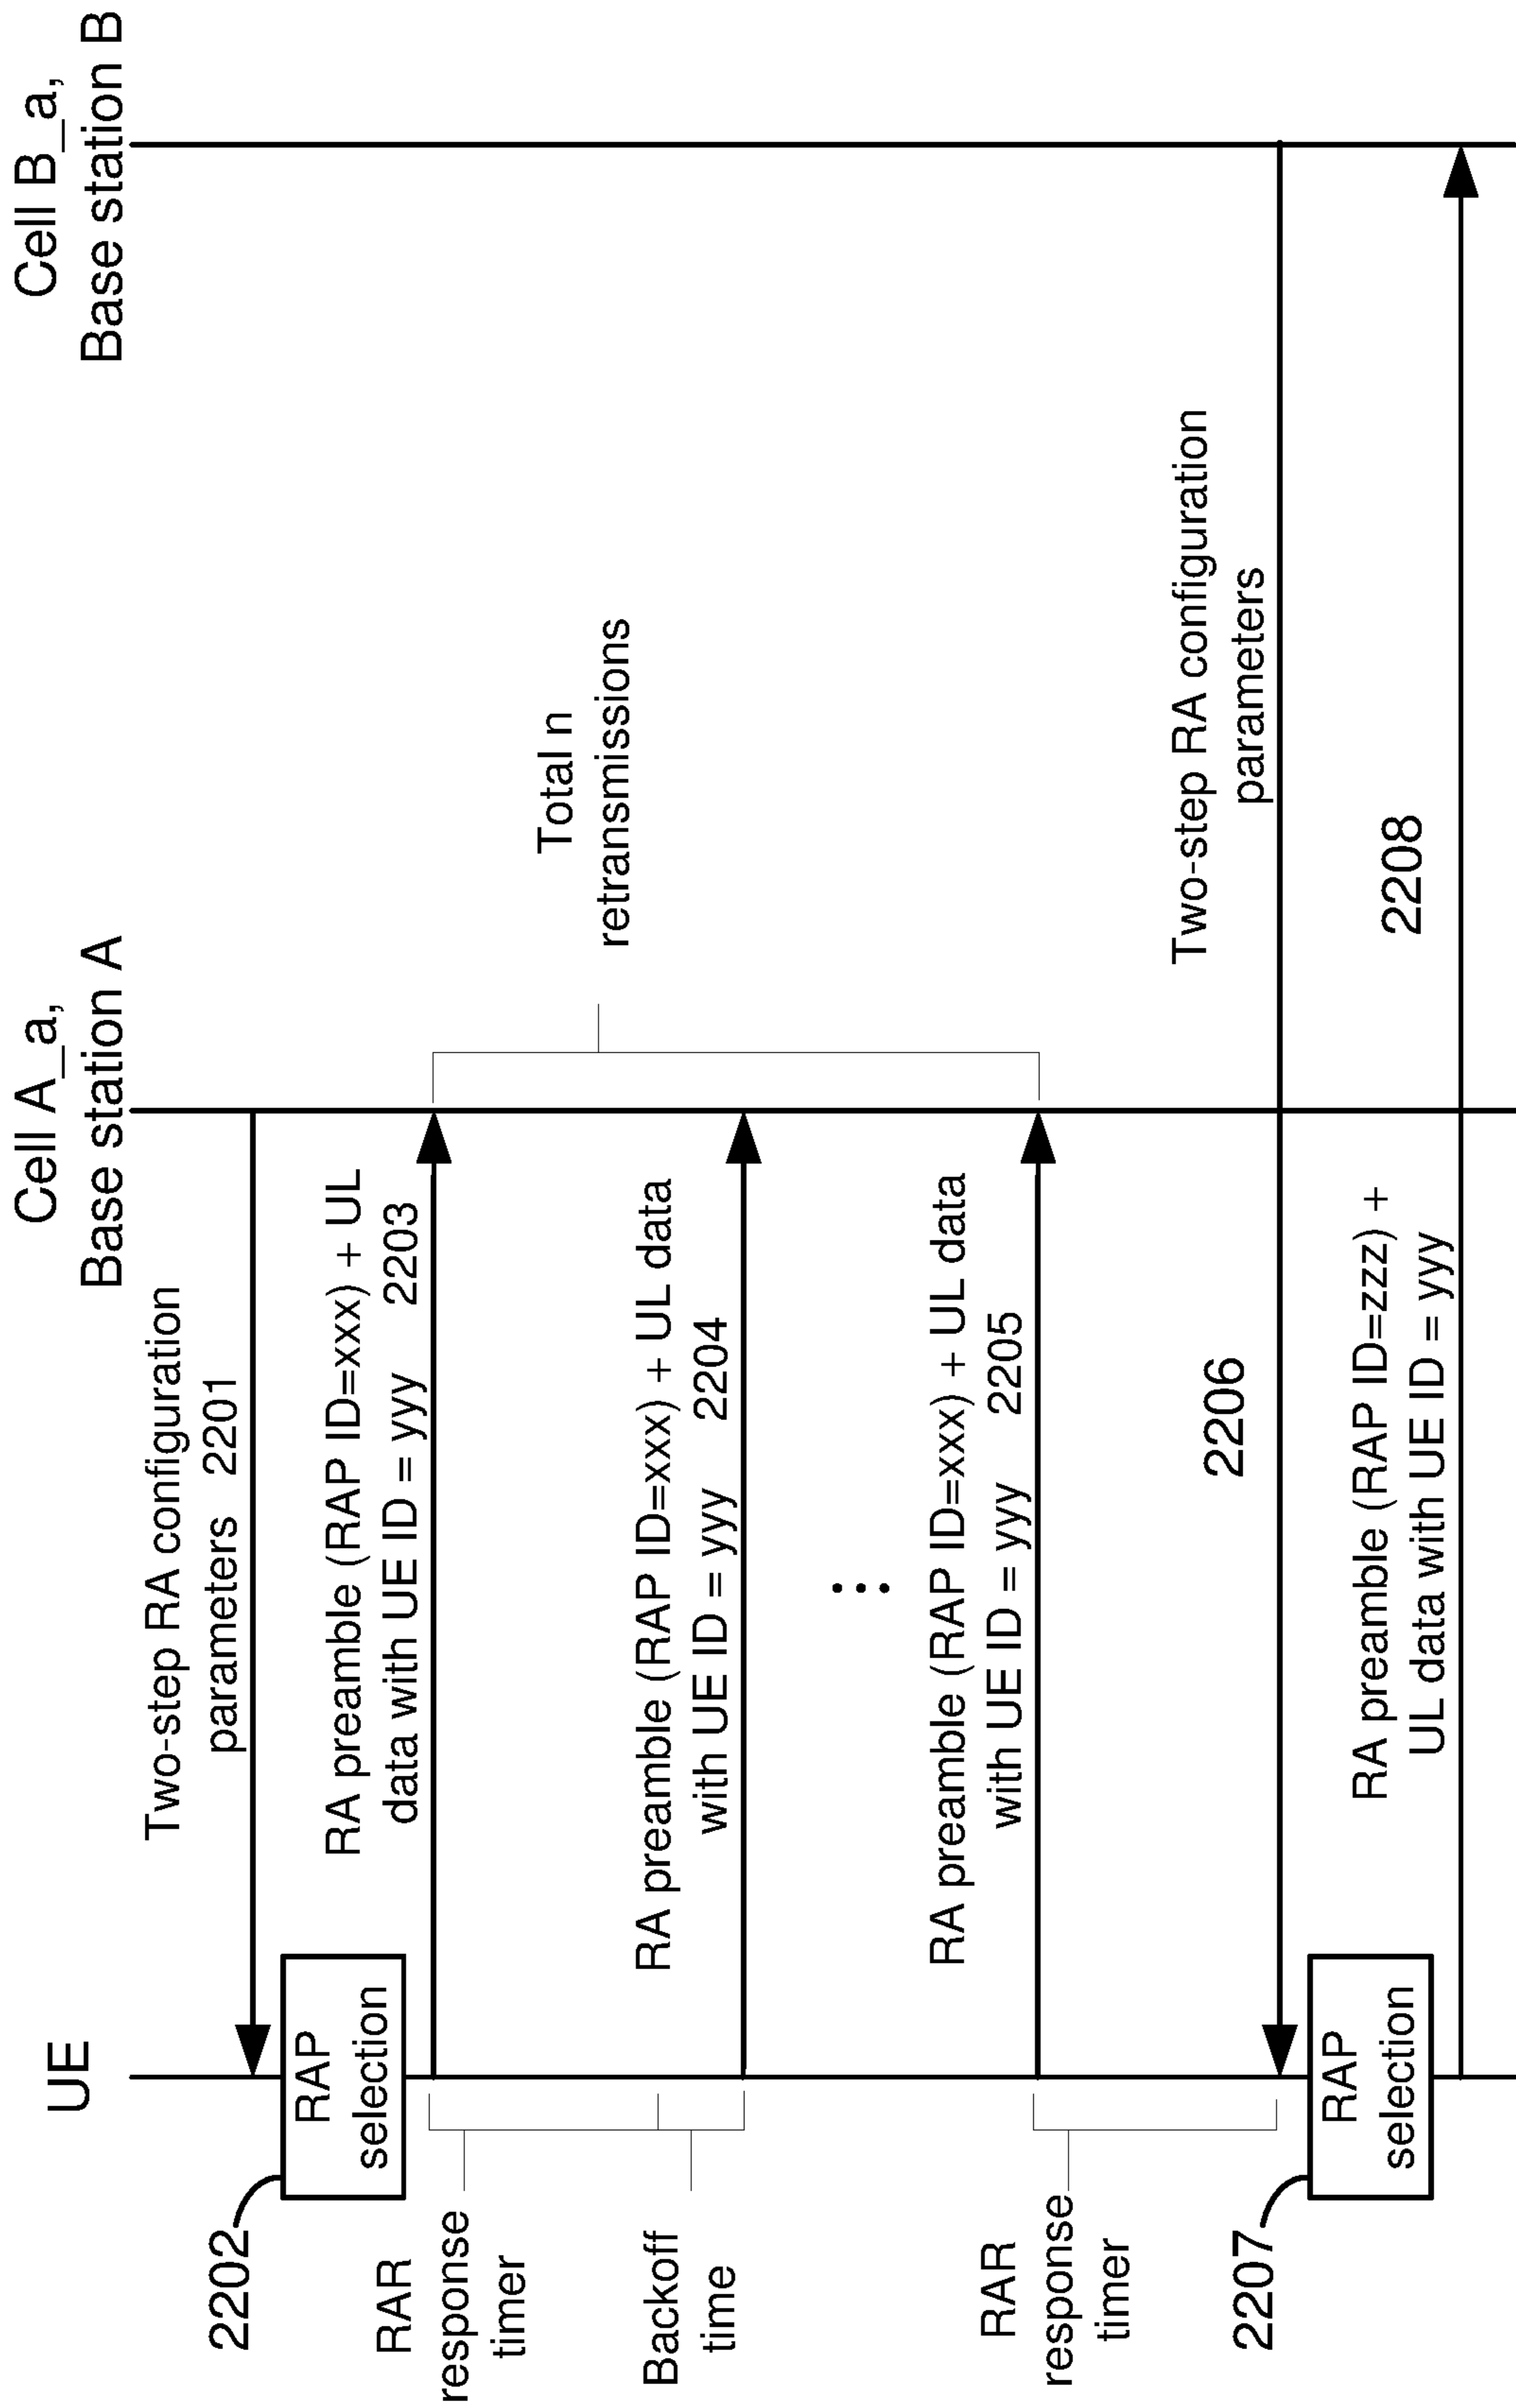 UE
Cell A_a,
Base station A
Cell B_a,
Base station B
Two-step RA configuration
parameters 2201
2202
RAP
selection
RA preamble (RAP ID=xxx) + UL
data with UE ID = yyy 2203
RAR
response
timer
Total n
retransmissions
Backoff
time
RA preamble (RAP ID=xxx) + UL data
with UE ID = yyy 2204
RA preamble (RAP ID=xxx) + UL data
with UE ID = yyy 2205
RAR
response
timer
2206
Two-step RA configuration
parameters
2207
RAP
selection
RA preamble (RAP ID=zzz) +
UL data with UE ID = yyy
2208